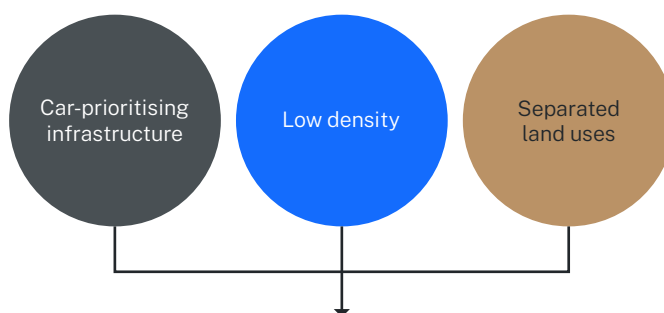 Car-prioritising
infrastructure
Low density
Separated
land uses